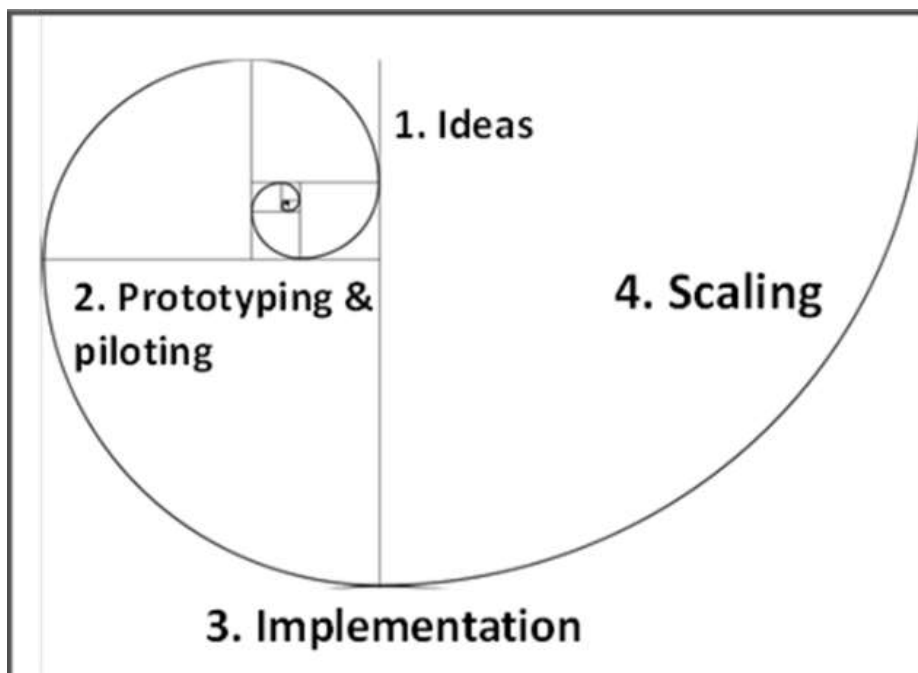 1. Ideas
2. Prototyping &
piloting
4. Scaling
3. Implementation